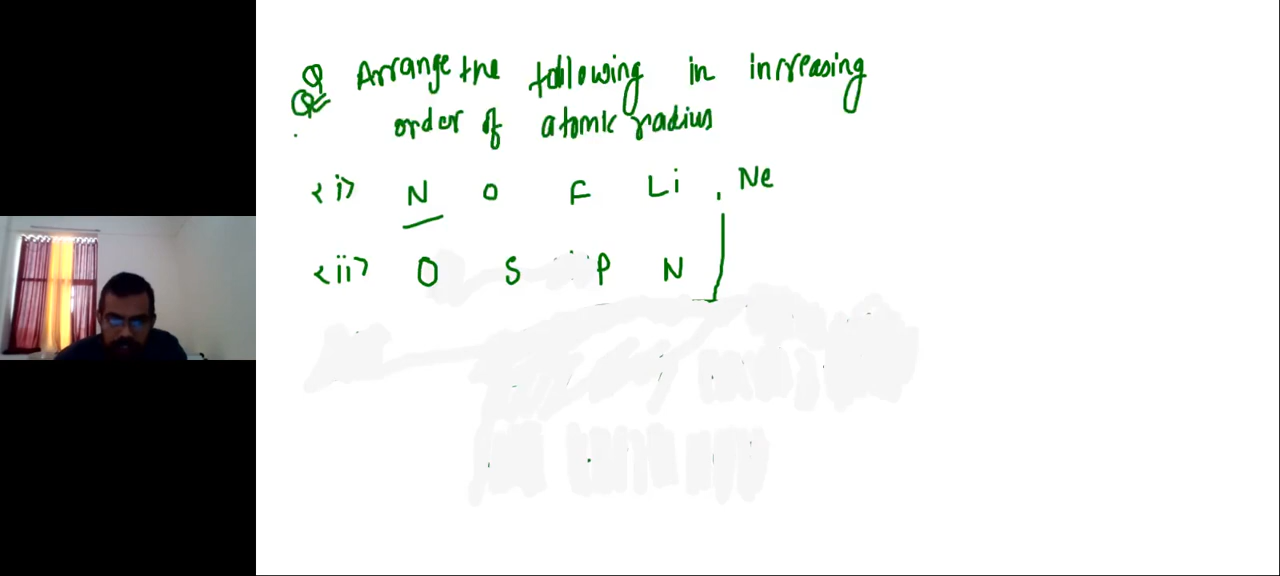 Q Arrange the following in increasing
order of atomic radius
<i> N O F Li , Ne
<ii> O S P N